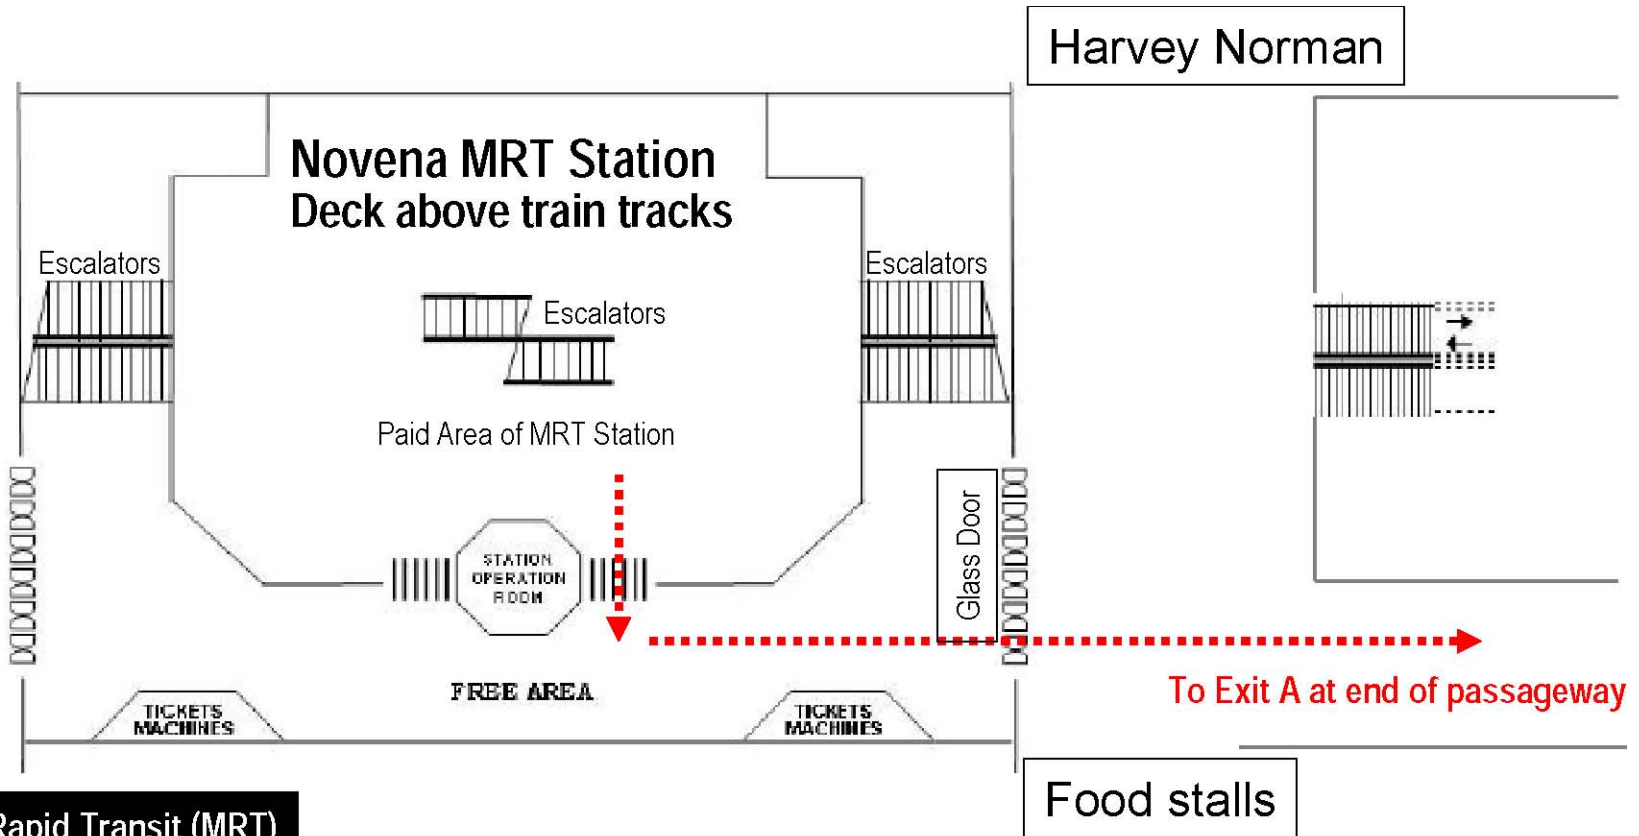 Harvey Norman
Novena MRT Station
Deck above train tracks
Escalators
Escalators
Escalators
Paid Area of MRT Station
Glass Door
STATION
OPERATION
ROOM
FREE AREA
To Exit A at end of passageway
TICKETS
MACHINES
TICKETS
MACHINES
Food stalls
Rapid Transit (MRT)